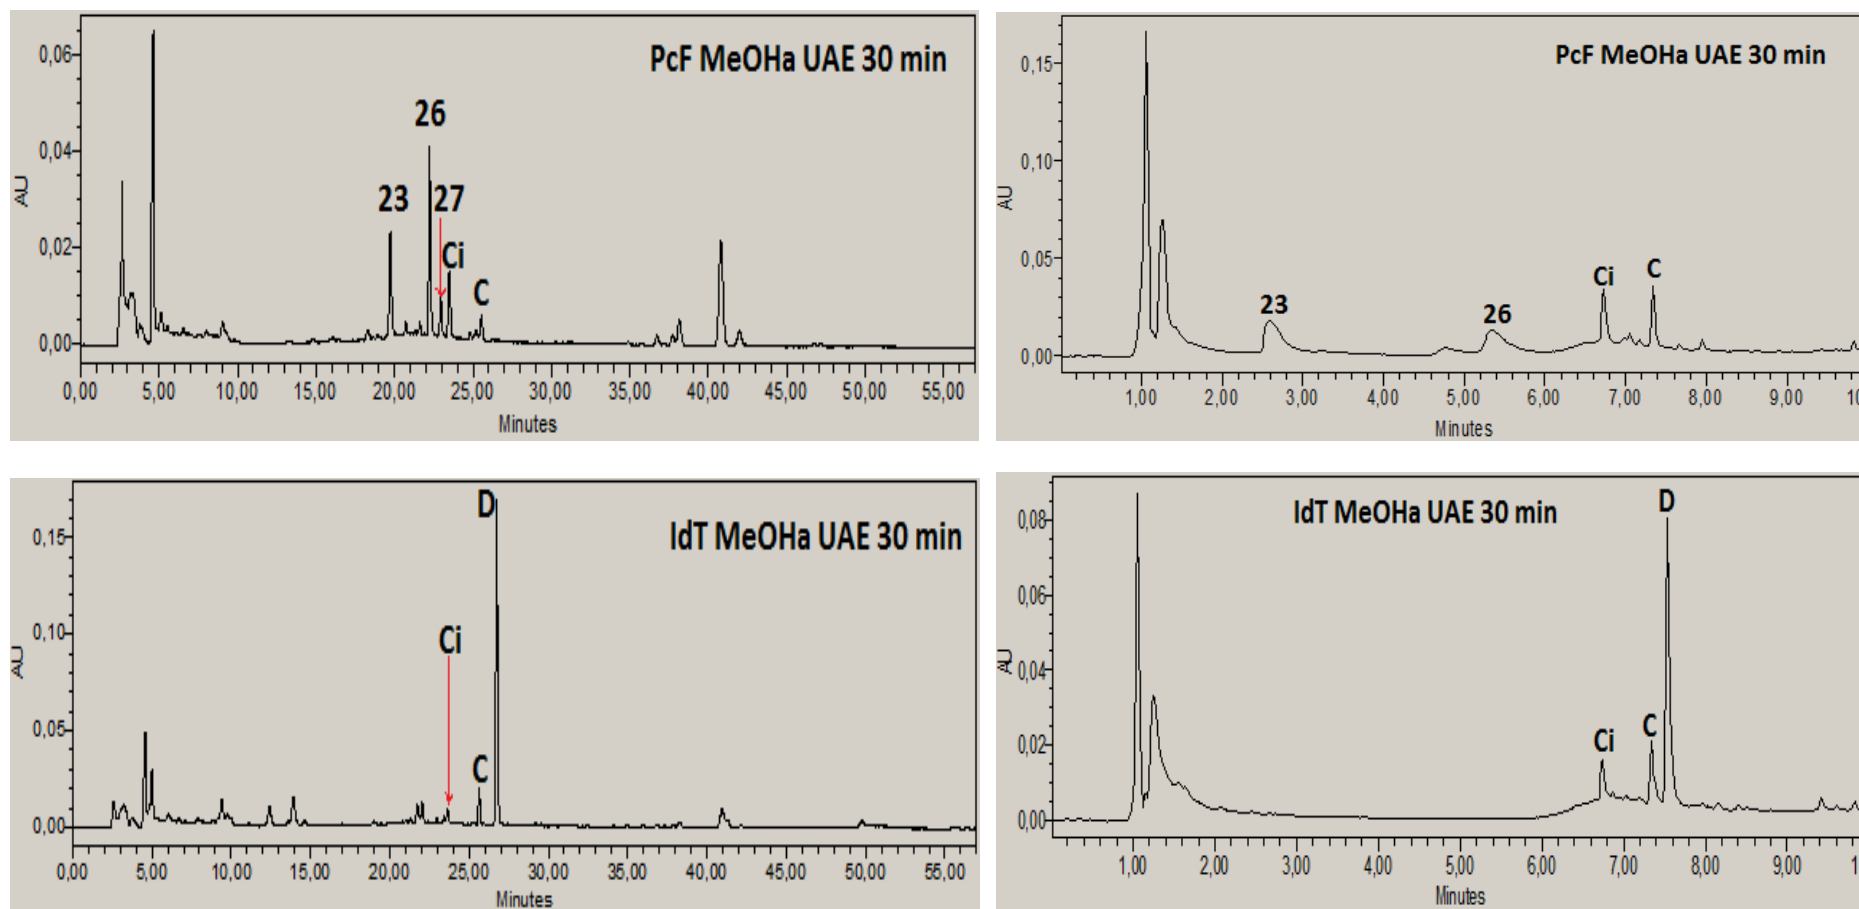 PcF MeOHa UAE 30 min
0,06
0,04
0,02
0,00
AU
26
23
27
Ci
C
0,00 5,00 10,00 15,00 20,00 25,00 30,00 35,00 40,00 45,00 50,00 55,00
Minutes
PcF MeOHa UAE 30 min
0,15
0,10
0,05
0,00
AU
23
26
Ci
C
1,00 2,00 3,00 4,00 5,00 6,00 7,00 8,00 9,00 10
Minutes
IdT MeOHa UAE 30 min
0,15
0,10
0,05
0,00
AU
D
Ci
C
0,00 5,00 10,00 15,00 20,00 25,00 30,00 35,00 40,00 45,00 50,00 55,00
Minutes
IdT MeOHa UAE 30 min
0,08
0,06
0,04
0,02
0,00
AU
D
Ci
C
1,00 2,00 3,00 4,00 5,00 6,00 7,00 8,00 9,00 1
Minutes